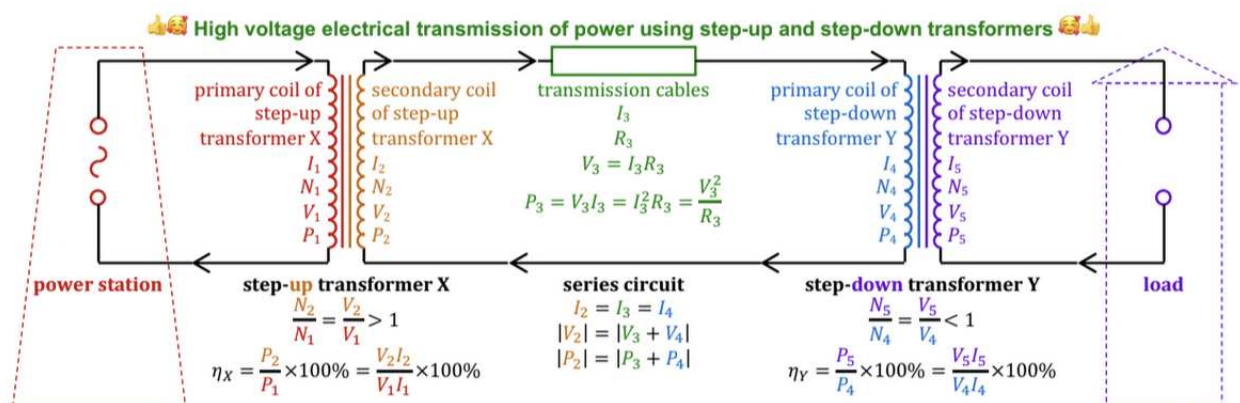 👍🥰 High voltage electrical transmission of power using step-up and step-down transformers 🥰👍
primary coil of
step-up
transformer X
I₁
N₁
V₁
P₁
secondary coil
of step-up
transformer X
I₂
N₂
V₂
P₂
transmission cables
I₃
R₃
V₃ = I₃R₃
P₃ = V₃I₃ = I₃²R₃ = V₃²/R₃
primary coil of
step-down
transformer Y
I₄
N₄
V₄
P₄
secondary coil
of step-down
transformer Y
I₅
N₅
V₅
P₅
power station
step-up transformer X
N₂/N₁ = V₂/V₁ > 1
η_X = P₂/P₁ ×100% = V₂I₂/V₁I₁ ×100%
series circuit
I₂ = I₃ = I₄
|V₂| = |V₃ + V₄|
|P₂| = |P₃ + P₄|
step-down transformer Y
N₅/N₄ = V₅/V₄ < 1
η_Y = P₅/P₄ ×100% = V₅I₅/V₄I₄ ×100%
load